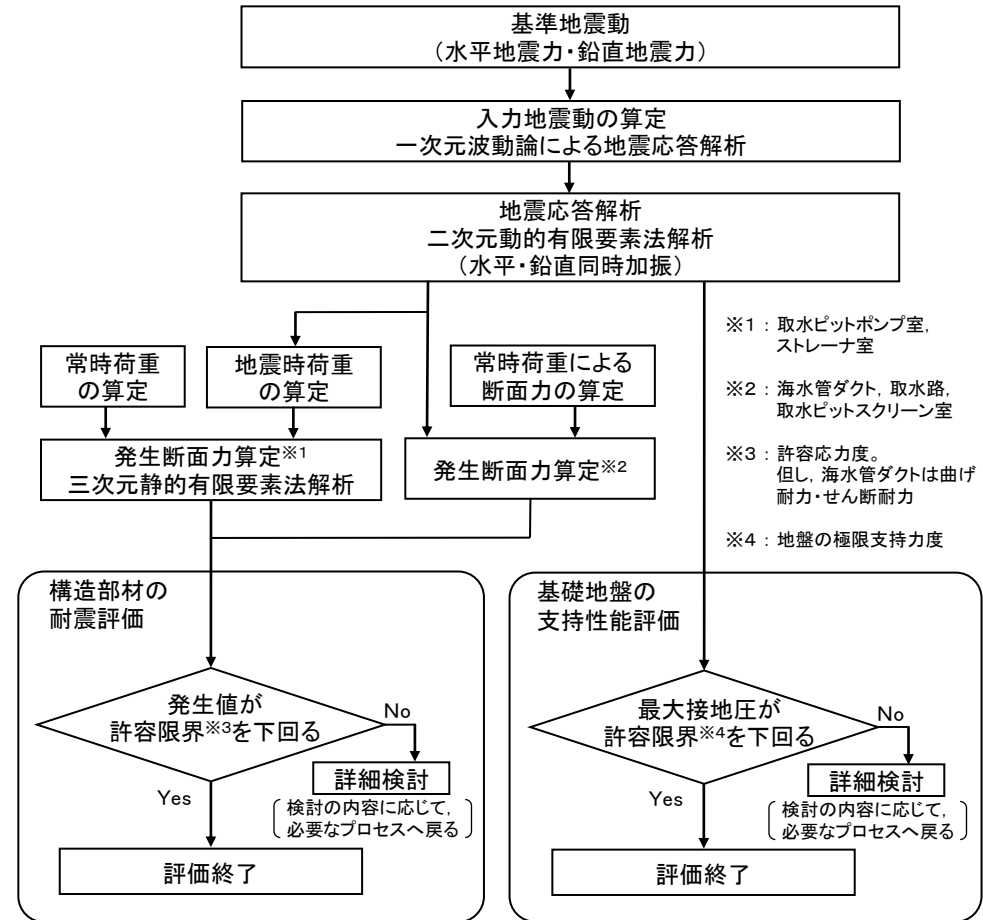 基準地震動
（水平地震力・鉛直地震力）
入力地震動の算定
一次元波動論による地震応答解析
地震応答解析
二次元動的有限要素法解析
（水平・鉛直同時加振）
常時荷重
の算定
地震時荷重
の算定
常時荷重による
断面力の算定
発生断面力算定※1
三次元静的有限要素法解析
発生断面力算定※2
※１：取水ピットポンプ室，
ストレーナ室
※２：海水管ダクト，取水路，
取水ピットスクリーン室
※３：許容応力度。
但し，海水管ダクトは曲げ
耐力・せん断耐力
※４：地盤の極限支持力度
構造部材の
耐震評価
発生値が
許容限界※3を下回る
No
Yes
詳細検討
検討の内容に応じて，
必要なプロセスへ戻る
評価終了
基礎地盤の
支持性能評価
最大接地圧が
許容限界※4を下回る
No
Yes
詳細検討
検討の内容に応じて，
必要なプロセスへ戻る
評価終了